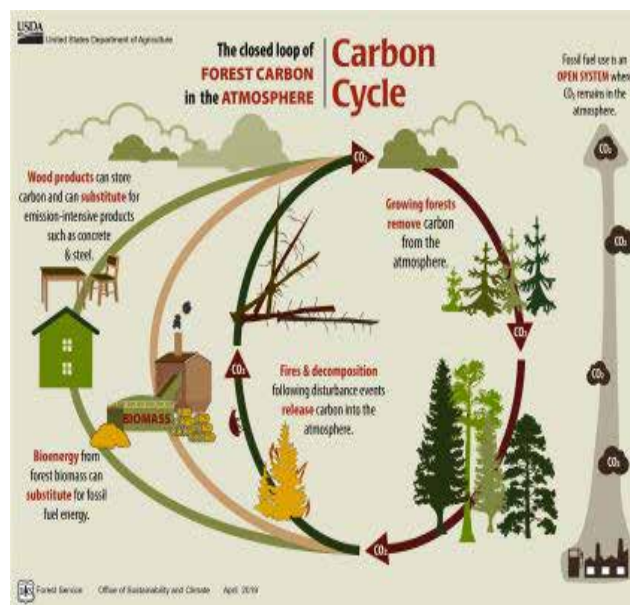 USDA
United States Department of Agriculture
The closed loop of
FOREST CARBON
in the ATMOSPHERE
Carbon
Cycle
Fossil fuel use is an
OPEN SYSTEM where
CO₂ remains in the
atmosphere.
CO₂
CO₂
CO₂
CO₂
CO₂
Wood products can store
carbon and can substitute for
emission-intensive products
such as concrete
& steel.
Growing forests
remove carbon
from the
atmosphere.
CO₂
CO₂
Fires & decomposition
following disturbance events
release carbon into the
atmosphere.
BIOMASS
Bioenergy from
forest biomass can
substitute for fossil
fuel energy.
CO₂
Forest Service Office of Sustainability and Climate April, 2019